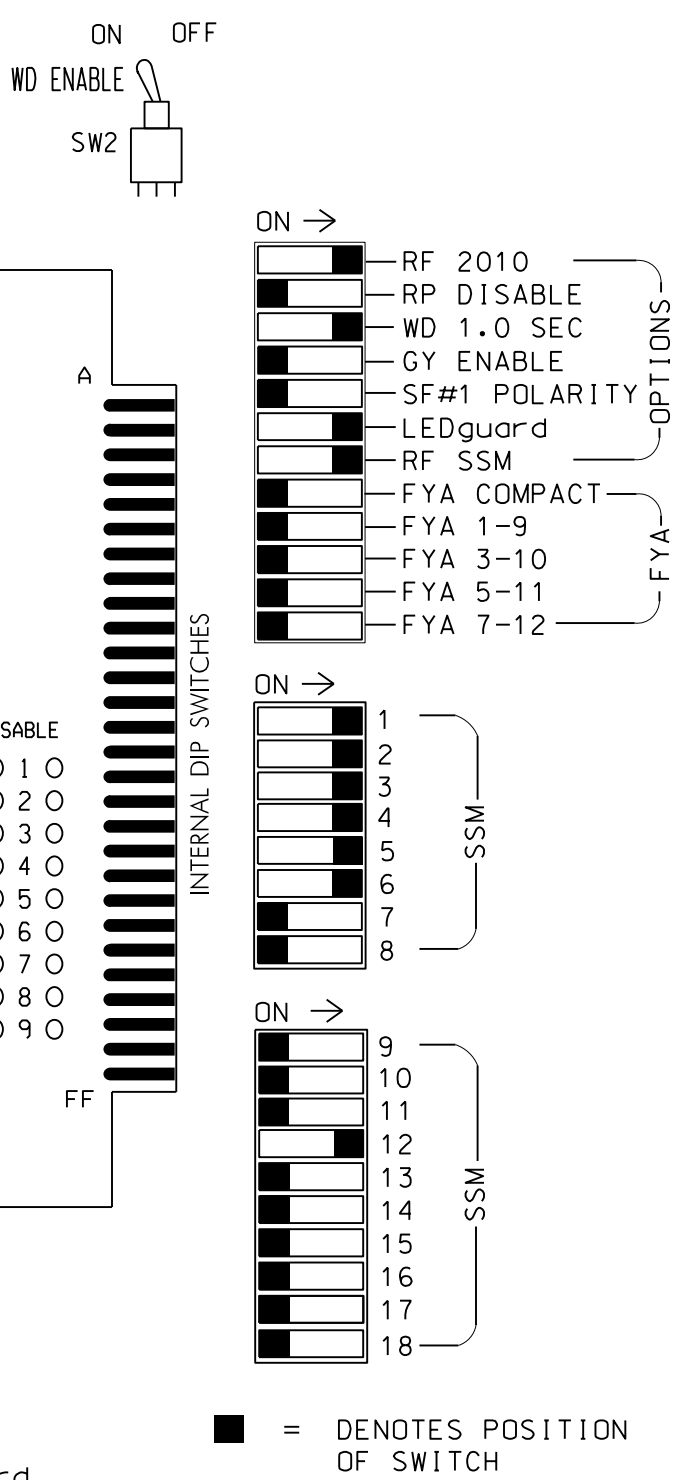 ON OFF
WD ENABLE
SW2
ON →
RF 2010
RP DISABLE
WD 1.0 SEC
GY ENABLE
SF#1 POLARITY
LEDguard
RF SSM
OPTIONS
FYA COMPACT
FYA 1-9
FYA 3-10
FYA 5-11
FYA 7-12
FYA
A
FF
INTERNAL DIP SWITCHES
SABLE
1
2
3
4
5
6
7
8
9
ON →
1
2
3
4
5
6
7
8
SSM
ON →
9
10
11
12
13
14
15
16
17
18
SSM
= DENOTES POSITION
OF SWITCH